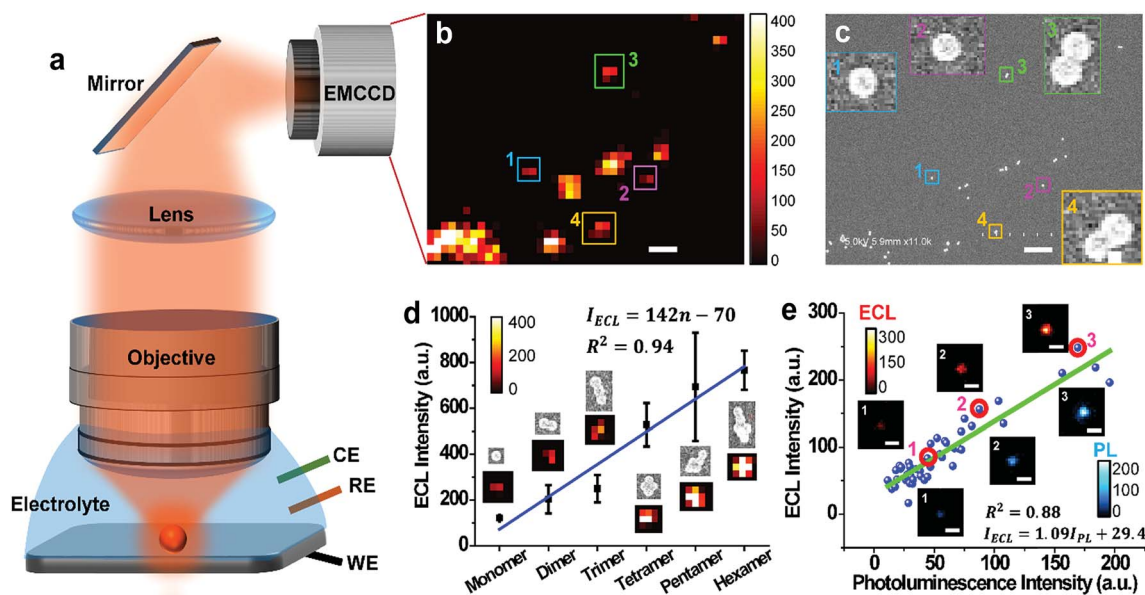 a
Mirror
EMCCD
Lens
Objective
Electrolyte
CE
RE
WE
b
3
1
2
4
400
350
300
250
200
150
100
50
0
c
1
2
3
3
1
2
4
4
5.0kV 5.9mm x11.0k
d
ECL Intensity (a.u.)
1000
800
600
400
200
0
400
200
0
I_ECL = 142n − 70
R² = 0.94
Monomer
Dimer
Trimer
Tetramer
Pentamer
Hexamer
e
ECL Intensity (a.u.)
300
200
100
0
ECL
300
150
0
3
3
2
2
1
1
3
2
1
PL
120
60
0
R² = 0.88
I_ECL = 1.09I_PL + 29.4
0
50
100
150
200
Photoluminescence Intensity (a.u.)